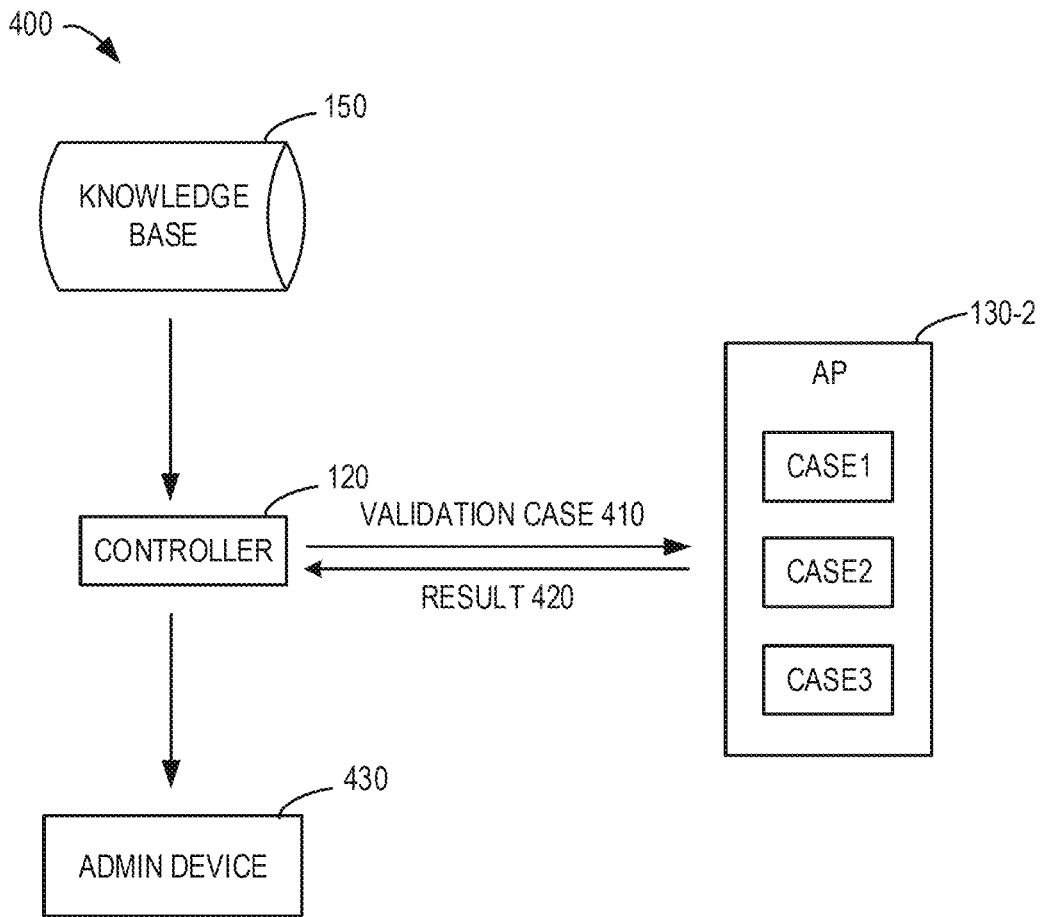 400
150
KNOWLEDGE
BASE
130-2
AP
CASE1
120
VALIDATION CASE 410
CONTROLLER
CASE2
RESULT 420
CASE3
430
ADMIN DEVICE